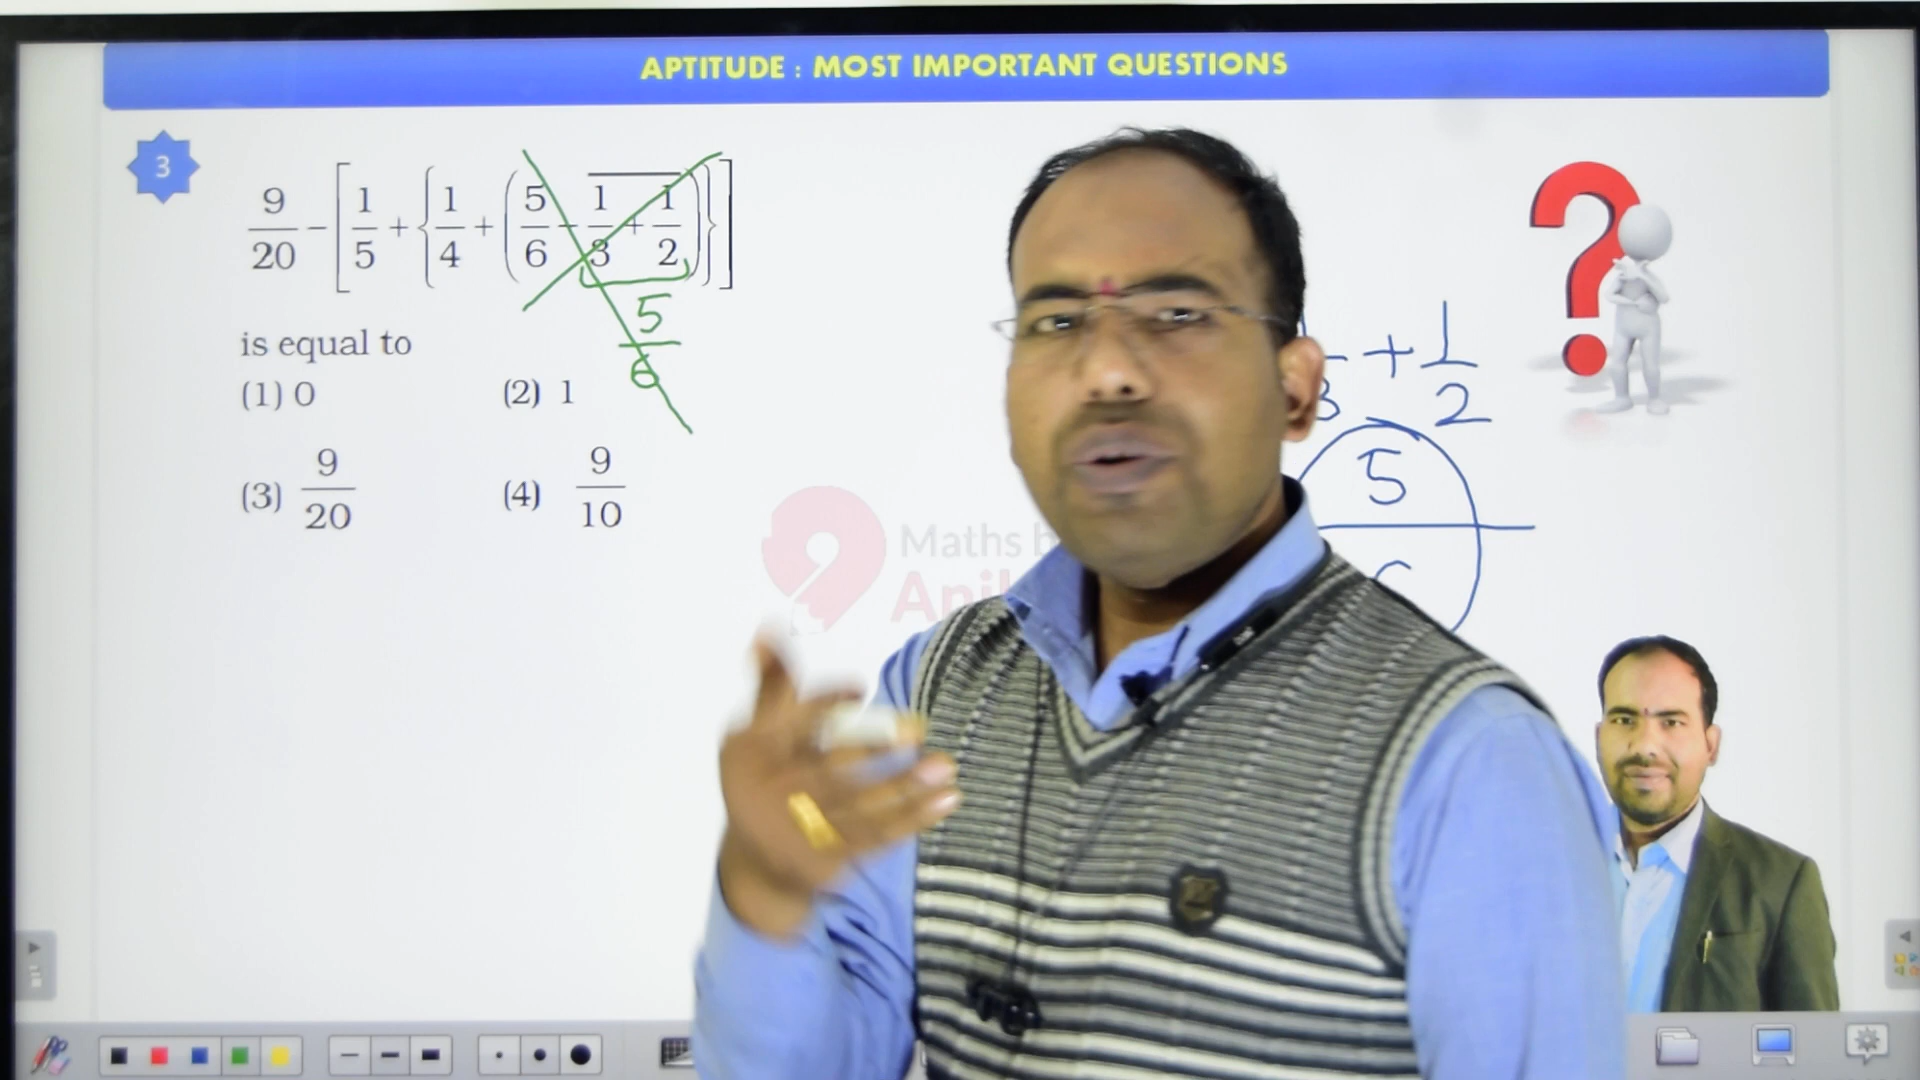 APTITUDE : MOST IMPORTANT QUESTIONS
3
9/20 - [1/5 + {1/4 + (5/6 - 1/3 + 1/2)}]
5/6
is equal to
(1) 0 (2) 1
(3) 9/20 (4) 9/10
+ 1/2
3
5
Maths